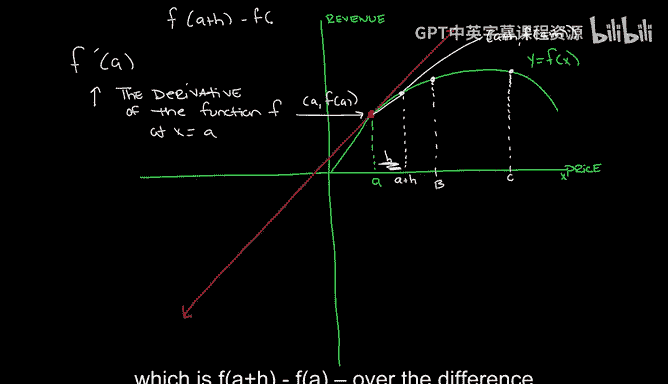 f(a+h) - f(
REVENUE
GPT中英字幕课程资源
bilibili
f´(a)
↑ THE DERIVATIVE
of the function f
at x = a
(a, f(a))
y=f(x)
h
a
a+h
B
C
x
PRICE
which is f(a+h) - f(a) – over the difference